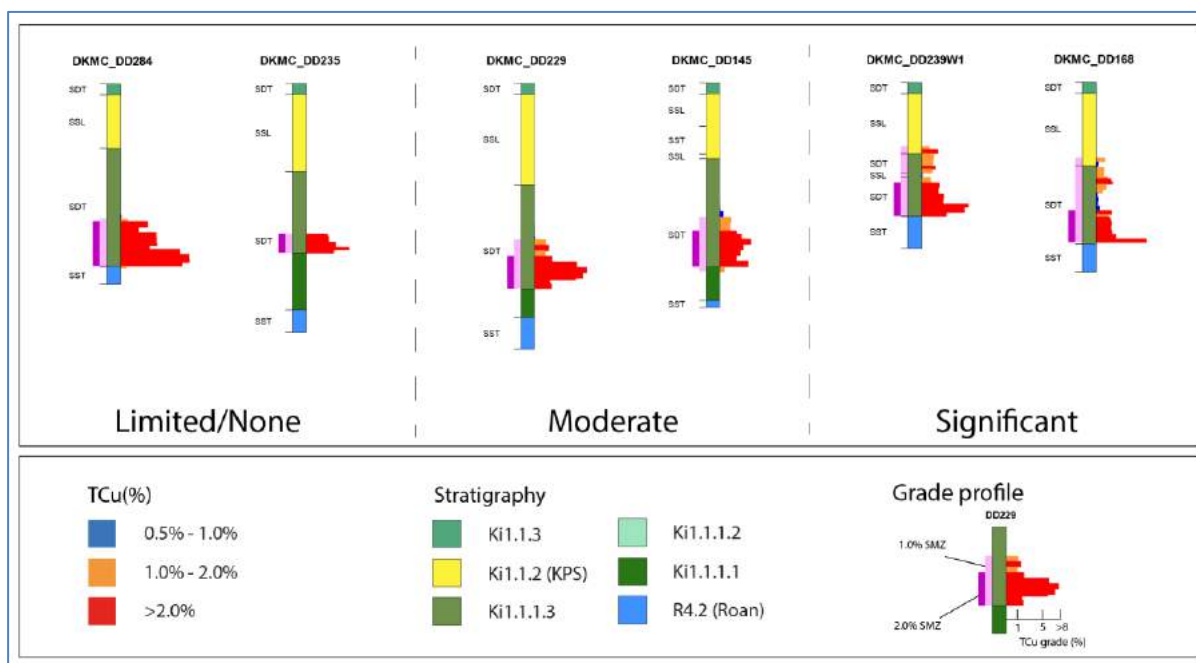 DKMC_DD284
DKMC_DD235
DKMC_DD229
DKMC_DD145
DKMC_DD239W1
DKMC_DD168
SDT
SSL
SDT
SST
SDT
SSL
SDT
SST
SDT
SSL
SDT
SST
SDT
SSL
SST
SSL
SDT
SST
SDT
SSL
SDT
SSL
SDT
SST
SDT
SSL
SDT
SST
Limited/None
Moderate
Significant
TCu(%)
0.5% - 1.0%
1.0% - 2.0%
>2.0%
Stratigraphy
Ki1.1.3
Ki1.1.2 (KPS)
Ki1.1.1.3
Ki1.1.1.2
Ki1.1.1.1
R4.2 (Roan)
Grade profile
DD229
1.0% SMZ
2.0% SMZ
1 5 >8
TCu grade (%)